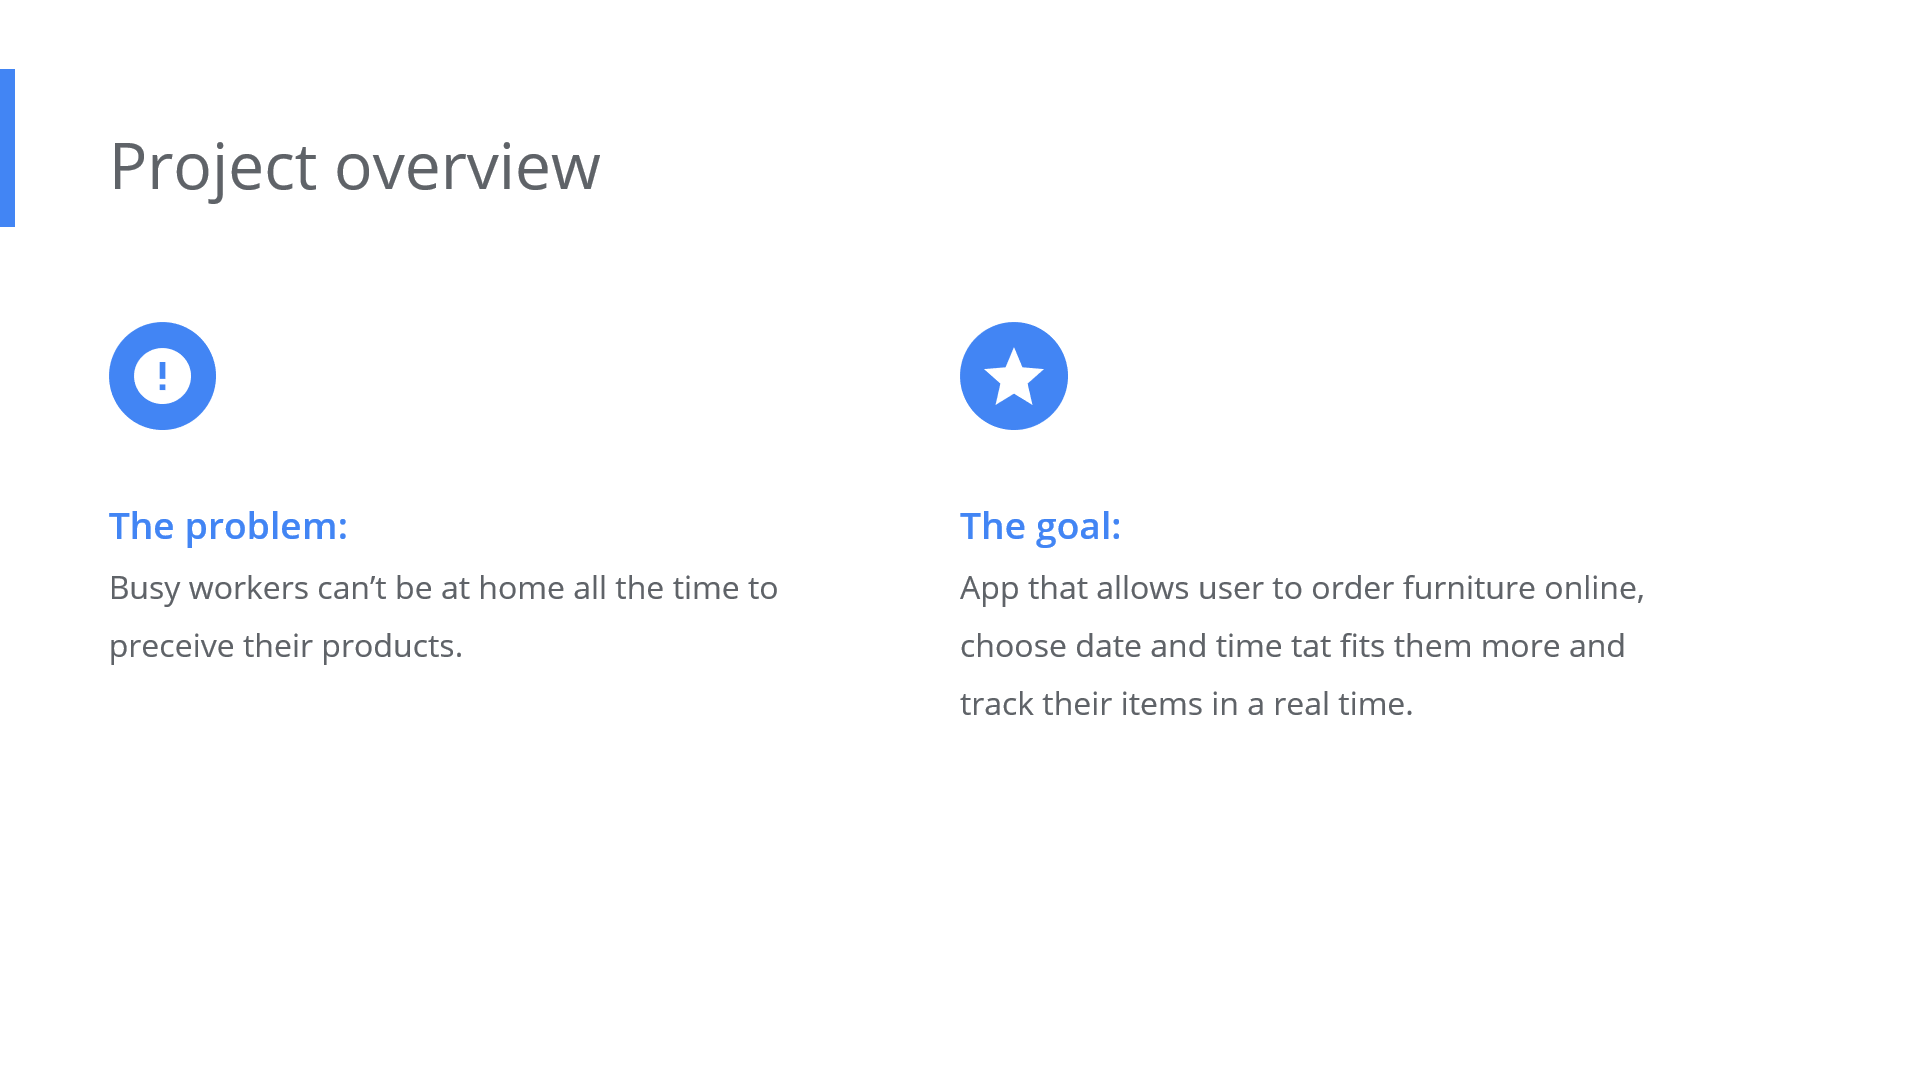 Project overview
The problem:
Busy workers can’t be at home all the time to
preceive their products.
The goal:
App that allows user to order furniture online,
choose date and time tat fits them more and
track their items in a real time.